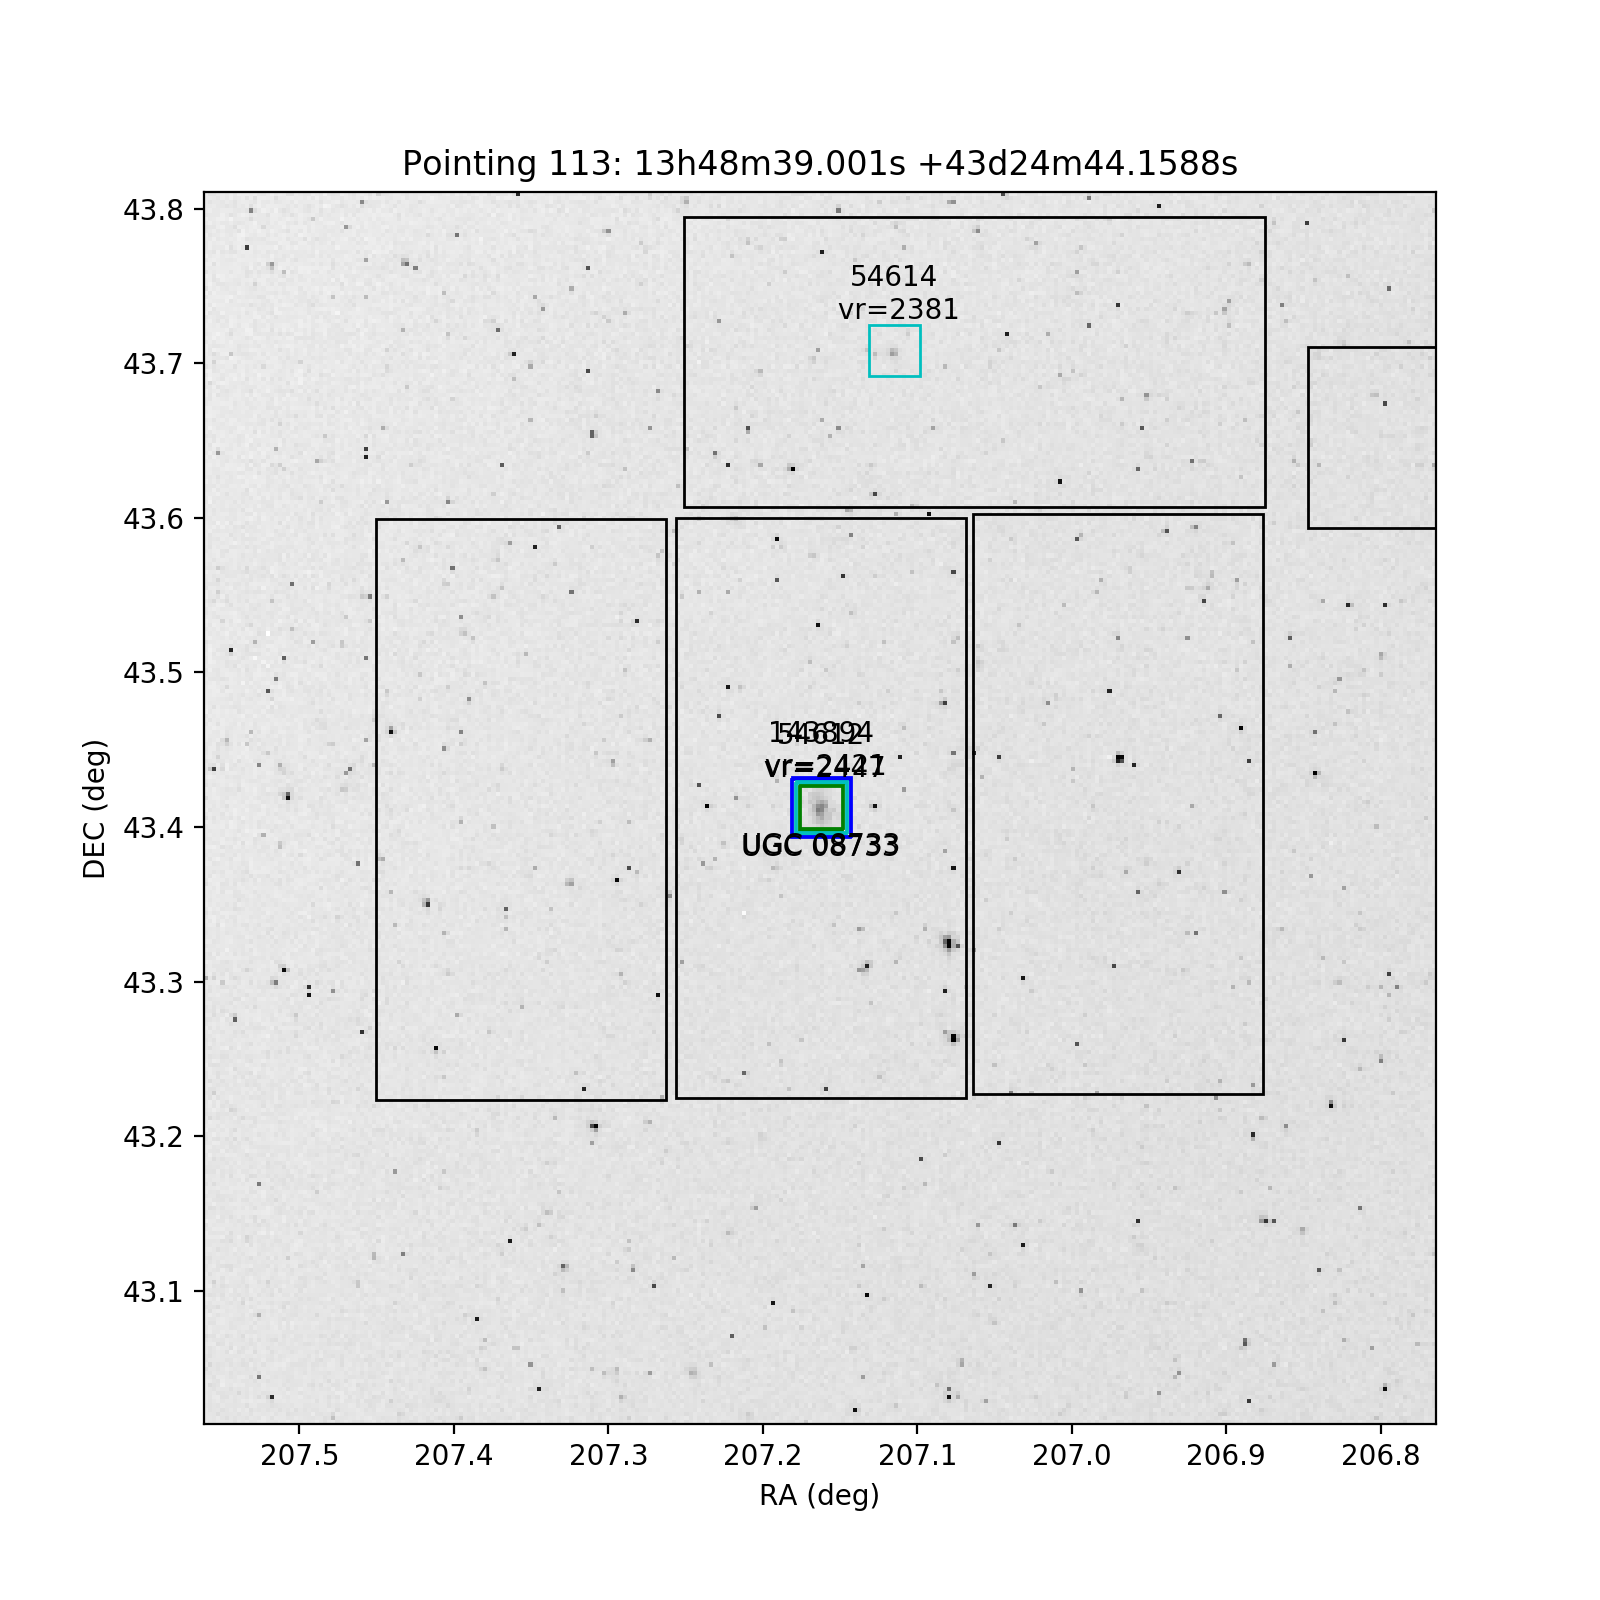 Pointing 113: 13h48m39.001s +43d24m44.1588s
43.8
43.7
43.6
43.5
43.4
43.3
43.2
43.1
DEC (deg)
54614
vr=2381
UGC 08733
207.5 207.4 207.3 207.2 207.1 207.0 206.9 206.8
RA (deg)